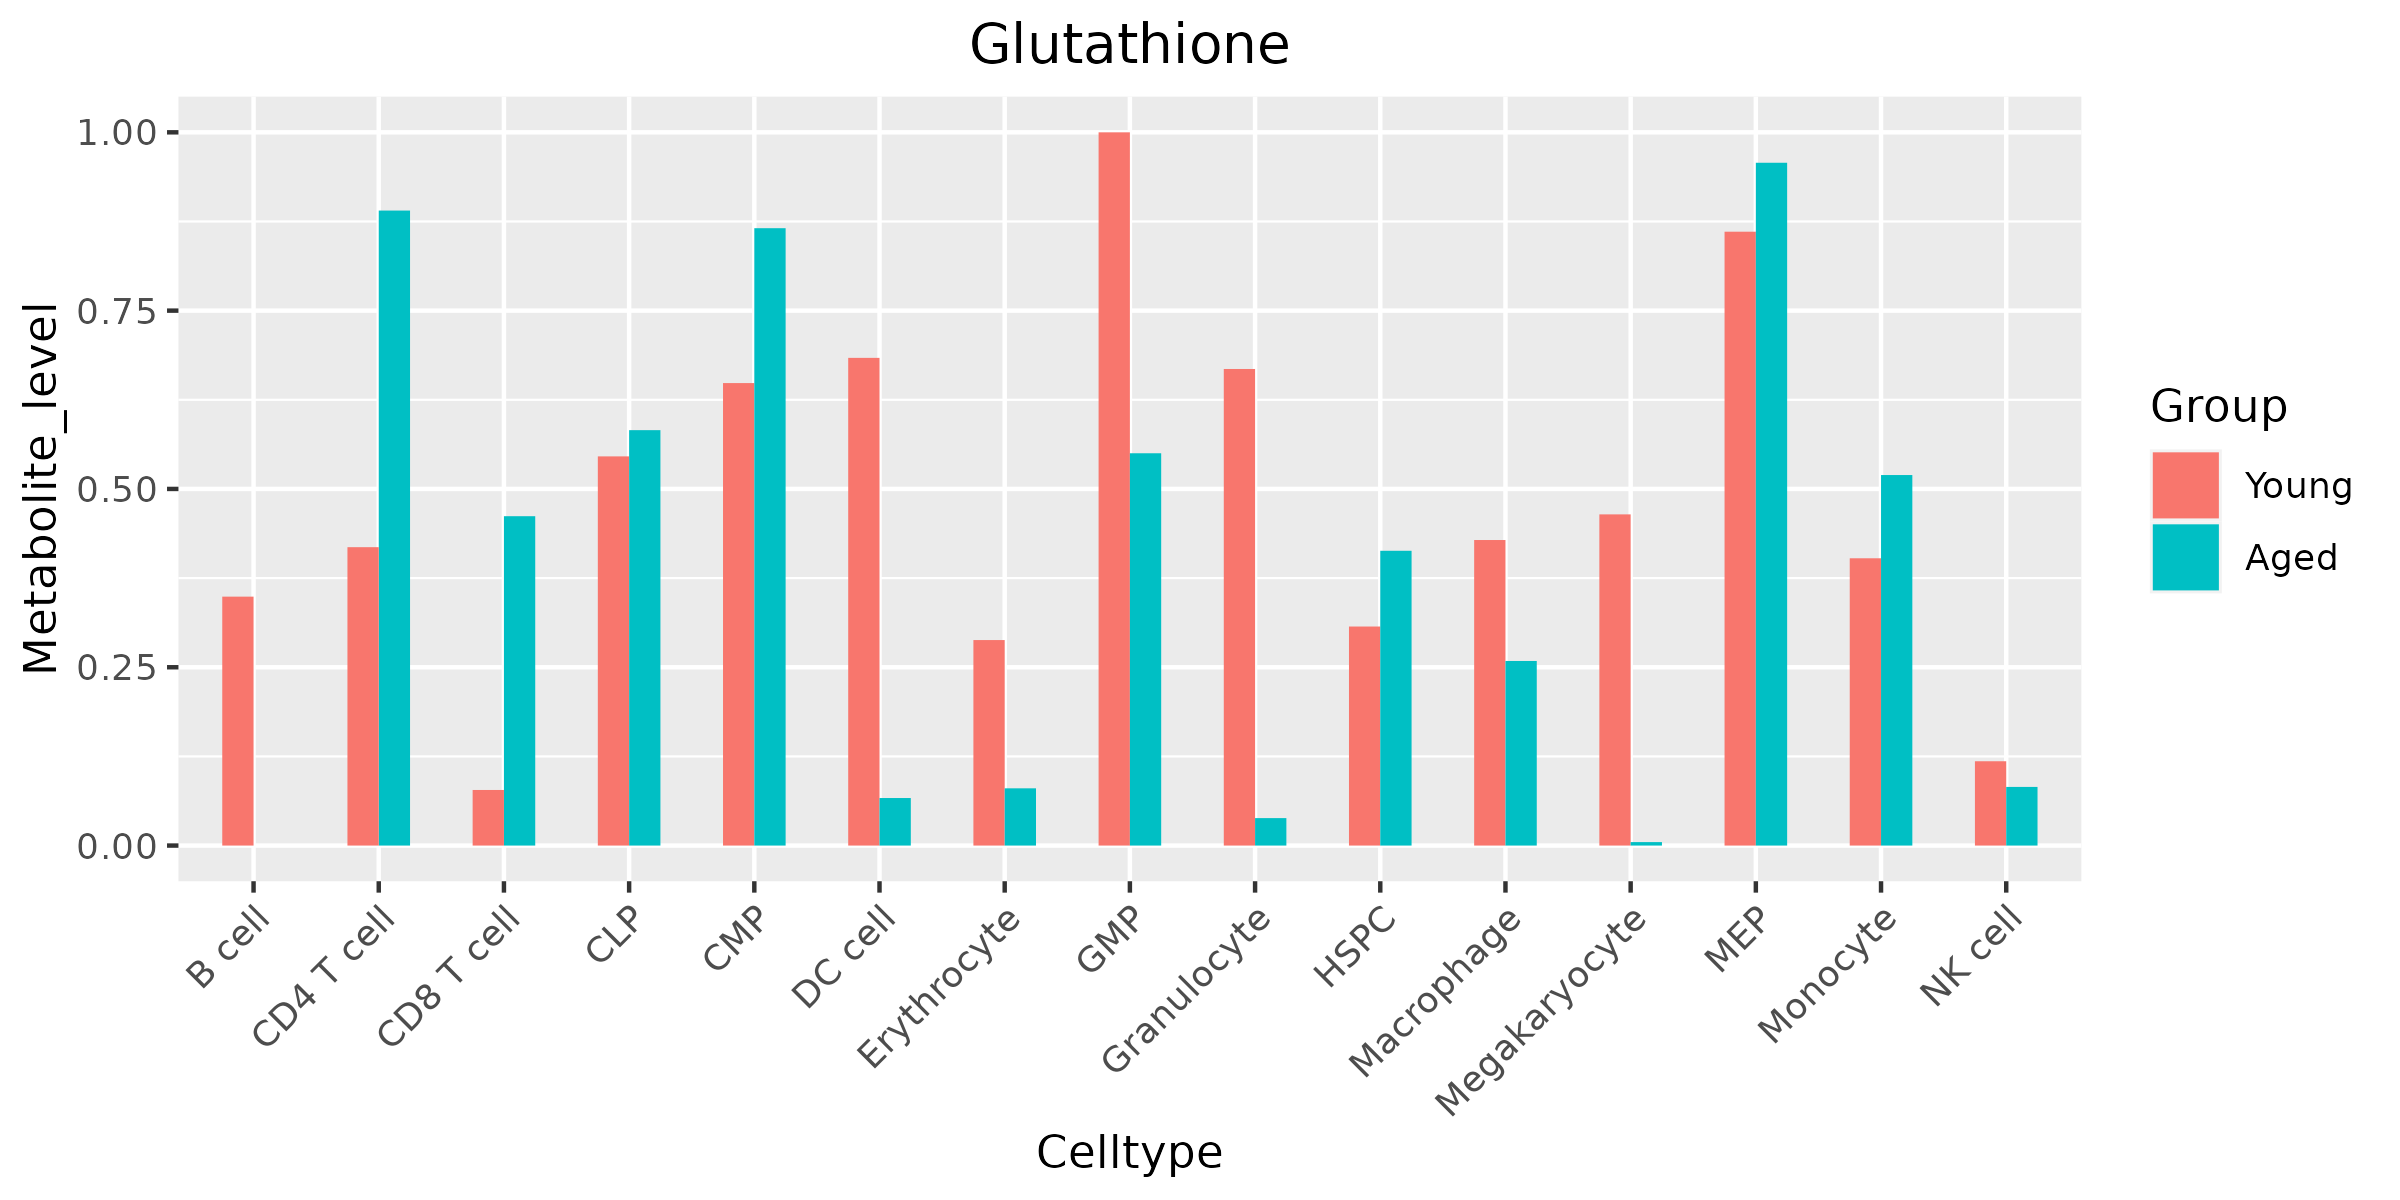 Glutathione
Metabolite_level
1.00
0.75
0.50
0.25
0.00
B cell
CD4 T cell
CD8 T cell
CLP
CMP
DC cell
Erythrocyte
GMP
Granulocyte
HSPC
Macrophage
Megakaryocyte
MEP
Monocyte
NK cell
Celltype
Group
Young
Aged